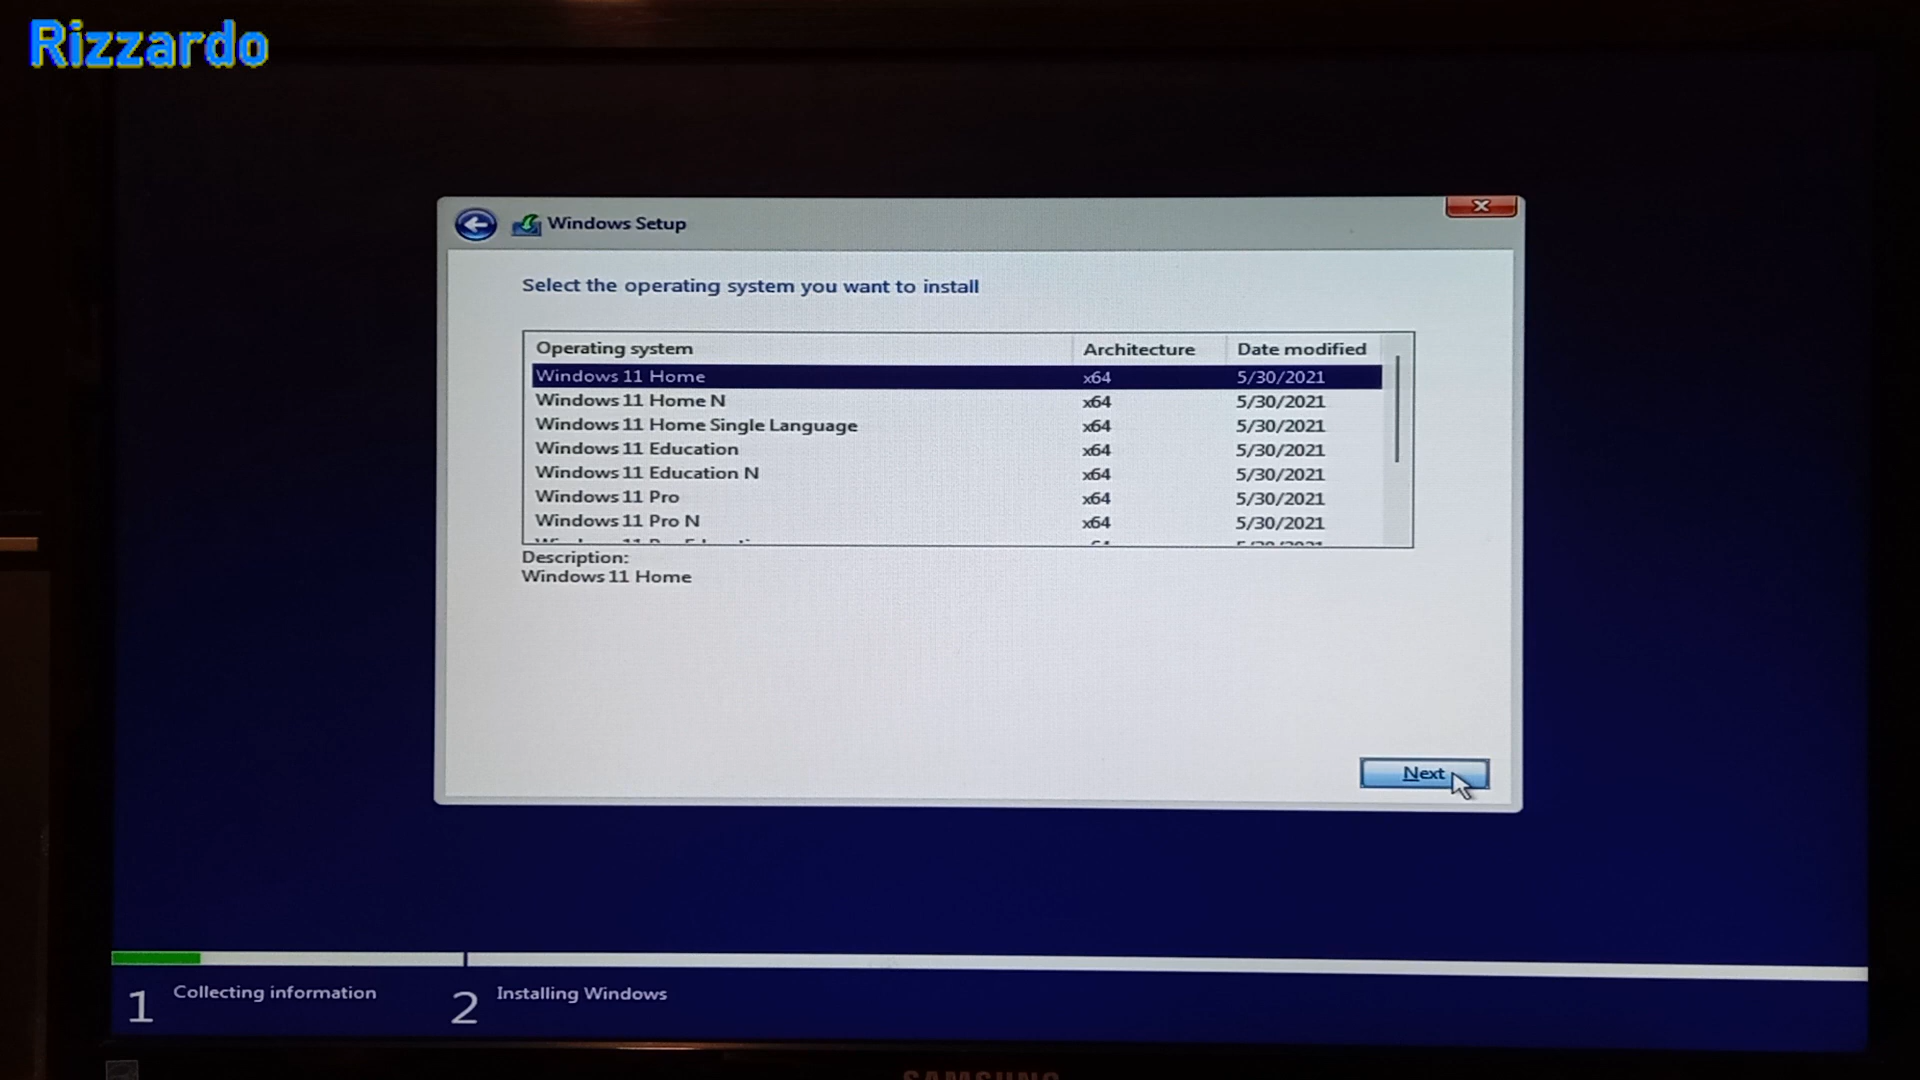 Rizzardo
Windows Setup
Select the operating system you want to install
Operating system Architecture Date modified
Windows 11 Home x64 5/30/2021
Windows 11 Home N x64 5/30/2021
Windows 11 Home Single Language x64 5/30/2021
Windows 11 Education x64 5/30/2021
Windows 11 Education N x64 5/30/2021
Windows 11 Pro x64 5/30/2021
Windows 11 Pro N x64 5/30/2021
Description:
Windows 11 Home
Next
1 Collecting information 2 Installing Windows
SAMSUNG